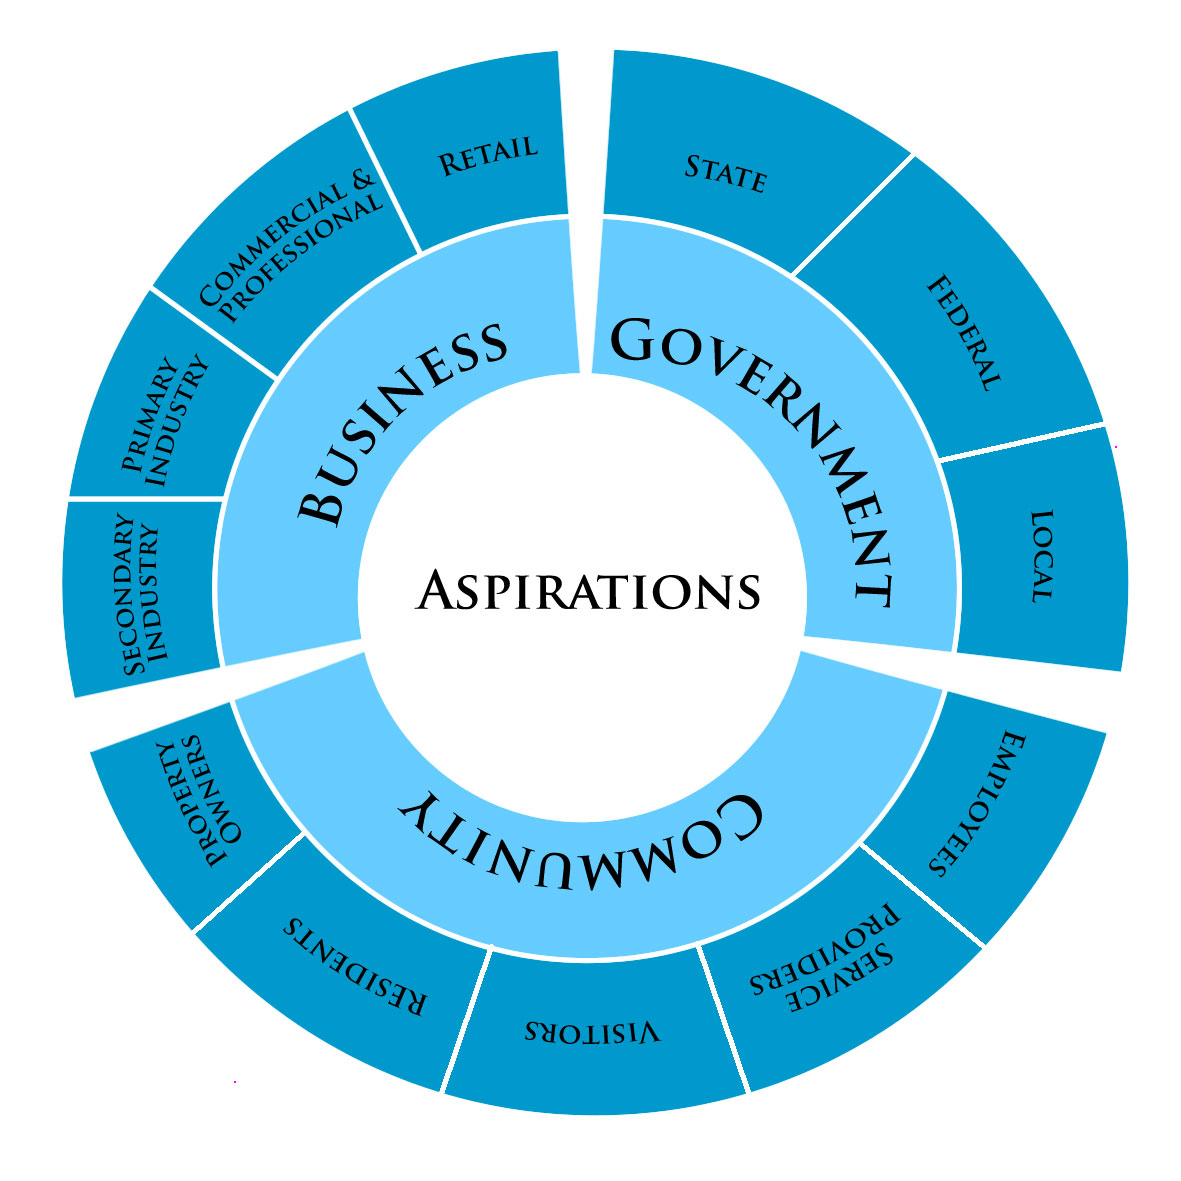 Aspirations
Government
State
Federal
Local
Community
Employees
Service
Providers
Visitors
Residents
Property
Owners
Business
Secondary
Industry
Primary
Industry
Commercial &
Professional
Retail